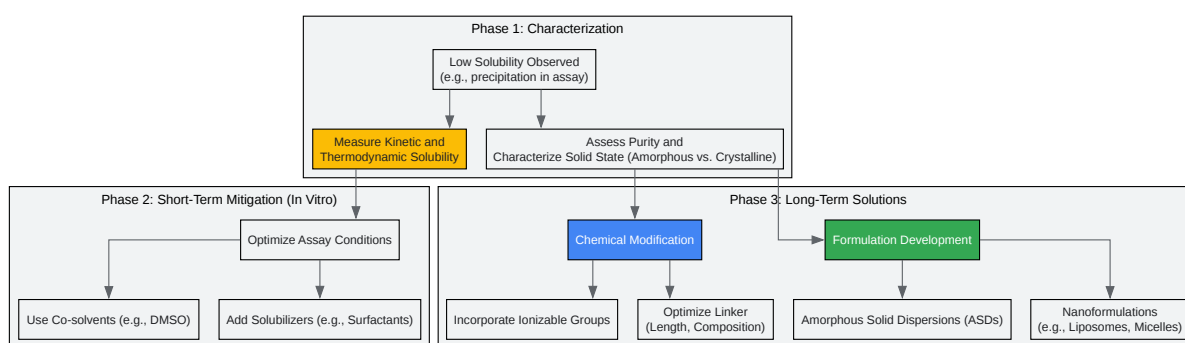 Phase 1: Characterization
Low Solubility Observed
(e.g., precipitation in assay)
Measure Kinetic and
Thermodynamic Solubility
Assess Purity and
Characterize Solid State (Amorphous vs. Crystalline)
Phase 2: Short-Term Mitigation (In Vitro)
Optimize Assay Conditions
Use Co-solvents (e.g., DMSO)
Add Solubilizers (e.g., Surfactants)
Phase 3: Long-Term Solutions
Chemical Modification
Formulation Development
Incorporate Ionizable Groups
Optimize Linker
(Length, Composition)
Amorphous Solid Dispersions (ASDs)
Nanoformulations
(e.g., Liposomes, Micelles)